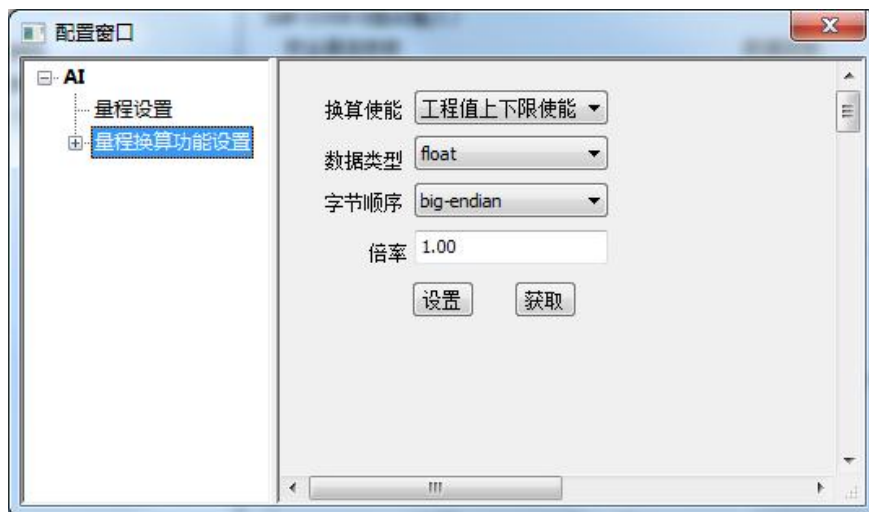 配置窗口
AI
量程设置
量程换算功能设置
换算使能 工程值上下限使能
数据类型 float
字节顺序 big-endian
倍率 1.00
设置 获取